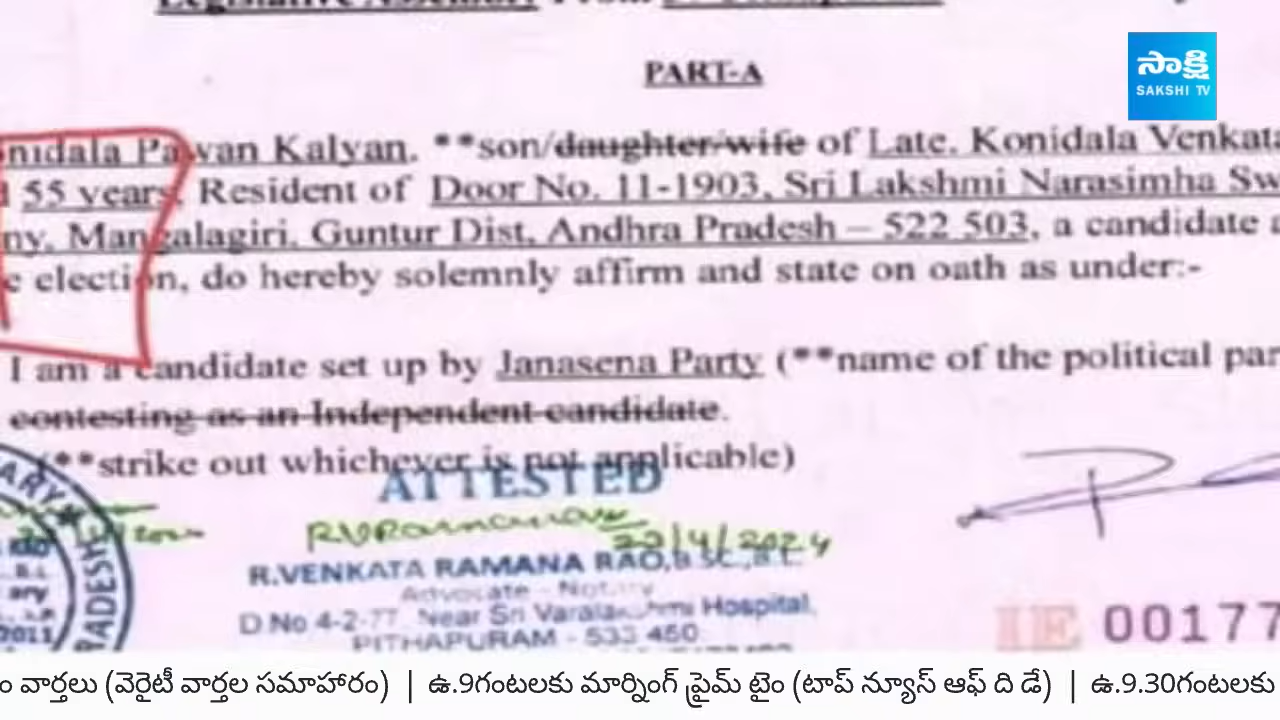 PART-A
సాక్షి
SAKSHI TV
nidala Pawan Kalyan, **son/daughter/wife of Late. Konidala Venkata
55 years, Resident of Door No. 11-1903, Sri Lakshmi Narasimha Sw
ny, Mangalagiri, Guntur Dist, Andhra Pradesh – 522 503, a candidate a
e election, do hereby solemnly affirm and state on oath as under:-
I am a candidate set up by Janasena Party (**name of the political par
contesting as an Independent candidate.
(**strike out whichever is not applicable)
ATTESTED
22/4/2024
R.VENKATA RAMANA RAO, B.SC., B.L.
Advocate - Notary
D.No 4-2-77, Near Sri Varalakshmi Hospital,
PITHAPURAM - 533 450
IE 00177
ం వార్తలు (వెరైటీ వార్తల సమాహారం) | ఉ.9గంటలకు మార్నింగ్ ప్రైమ్ టైం (టాప్ న్యూస్ ఆఫ్ ది డే) | ఉ.9.30గంటలకు